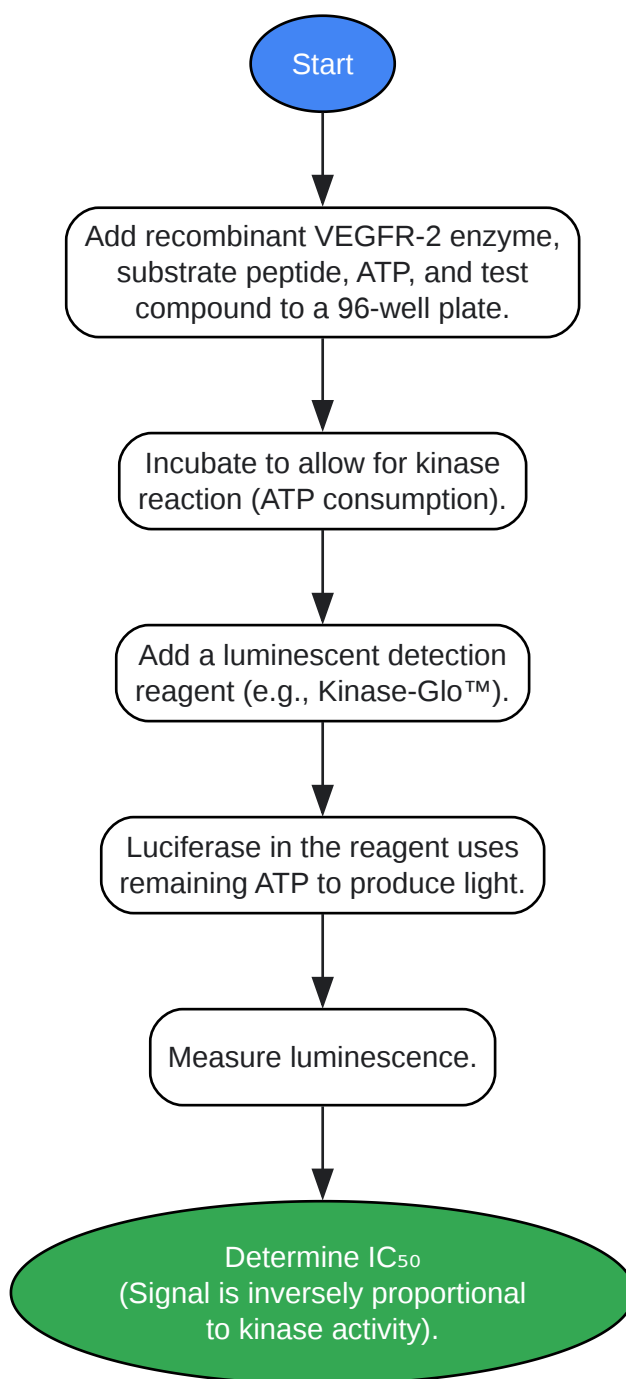 Start
Add recombinant VEGFR-2 enzyme,
substrate peptide, ATP, and test
compound to a 96-well plate.
Incubate to allow for kinase
reaction (ATP consumption).
Add a luminescent detection
reagent (e.g., Kinase-Glo™).
Luciferase in the reagent uses
remaining ATP to produce light.
Measure luminescence.
Determine IC₅₀
(Signal is inversely proportional
to kinase activity).